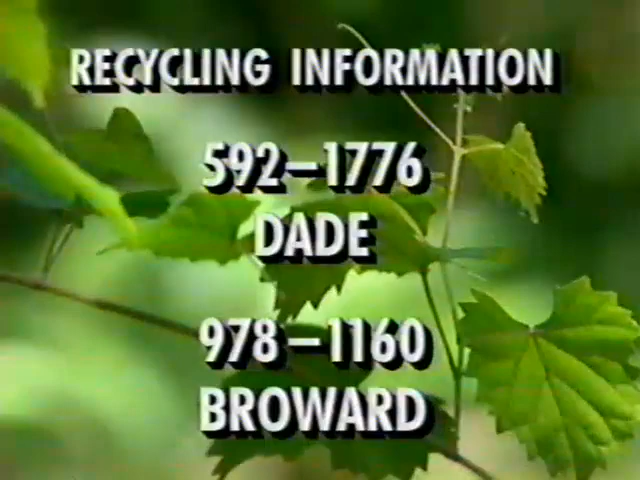 RECYCLING INFORMATION
592-1776
DADE
978-1160
BROWARD